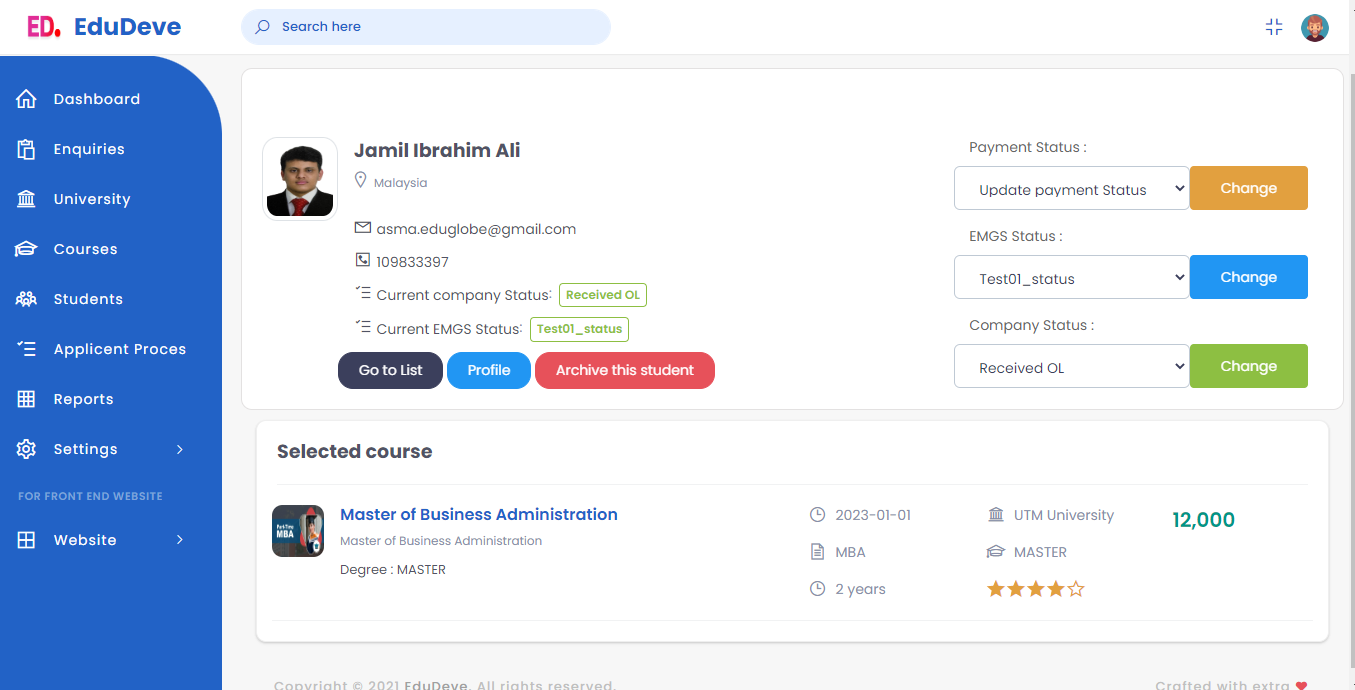 ED. EduDeve
Search here
Dashboard
Enquiries
University
Courses
Students
Applicent Proces
Reports
Settings
FOR FRONT END WEBSITE
Website
Jamil Ibrahim Ali
Malaysia
asma.eduglobe@gmail.com
109833397
Current company Status: Received OL
Current EMGS Status: Test01_status
Go to List Profile Archive this student
Payment Status :
Update payment Status Change
EMGS Status :
Test01_status Change
Company Status :
Received OL Change
Selected course
Part-Time
MBA
Master of Business Administration
Master of Business Administration
Degree : MASTER
2023-01-01 UTM University 12,000
MBA MASTER
2 years
Copyright © 2021 EduDeve. All rights reserved. Crafted with extra